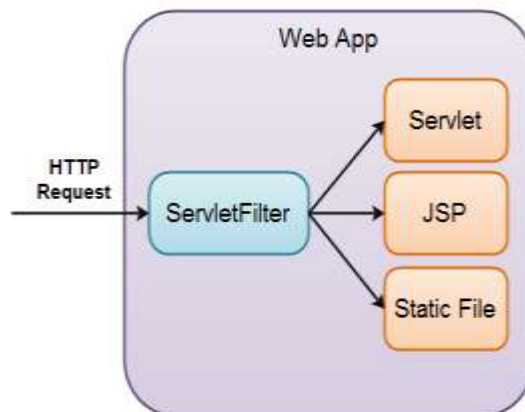 Web App
HTTP
Request
ServletFilter
Servlet
JSP
Static File